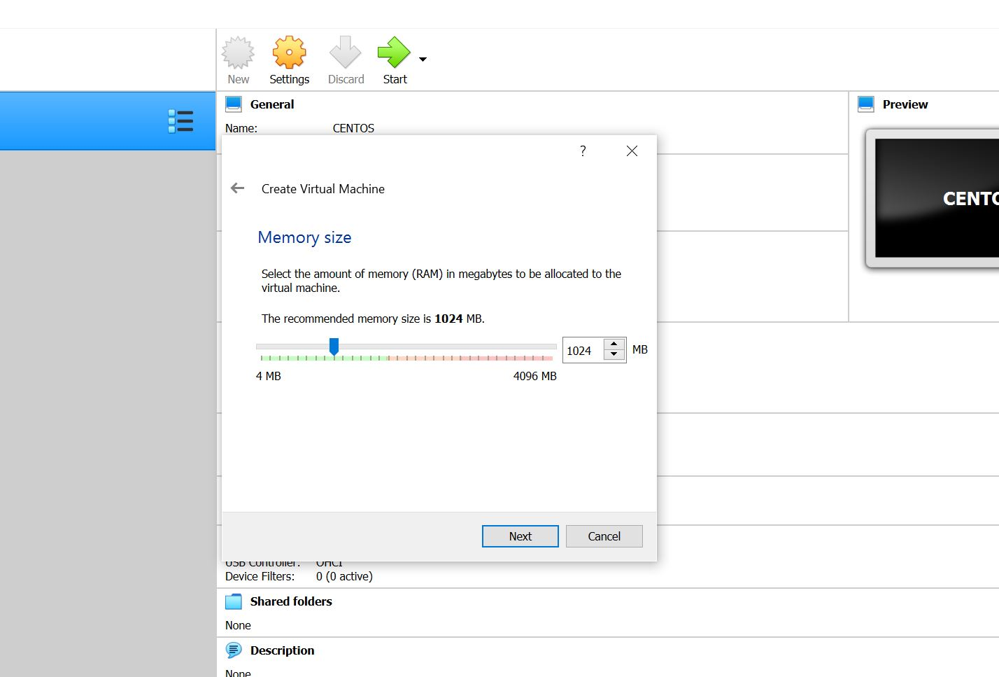 New Settings Discard Start
General
Preview
Name: CENTOS
?
Create Virtual Machine
CENTO
Memory size
Select the amount of memory (RAM) in megabytes to be allocated to the
virtual machine.
The recommended memory size is 1024 MB.
1024 MB
4 MB 4096 MB
Next Cancel
USB Controller: OHCI
Device Filters: 0 (0 active)
Shared folders
None
Description
None